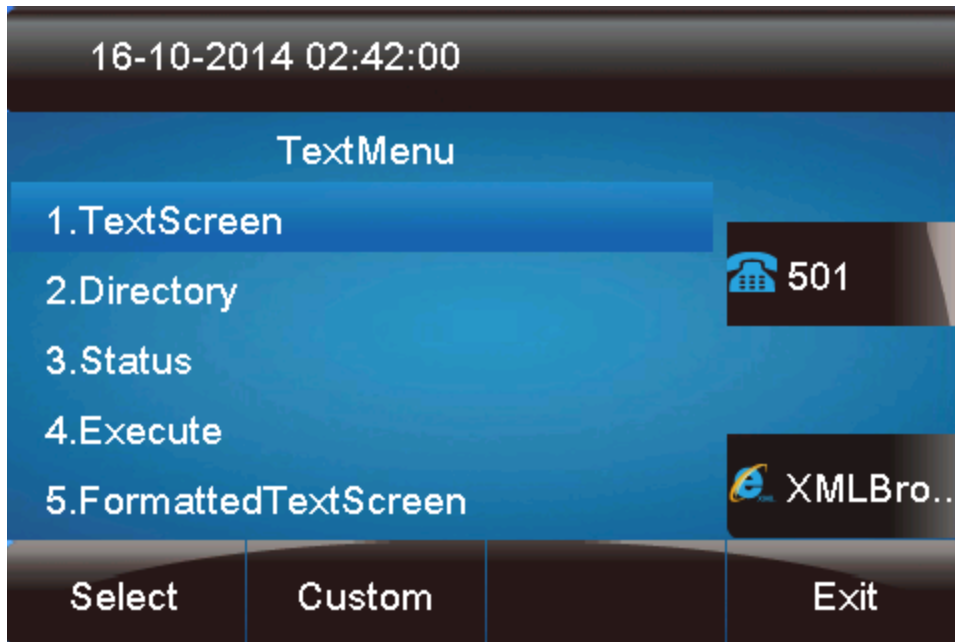 16-10-2014 02:42:00
TextMenu
1.TextScreen
2.Directory
3.Status
4.Execute
5.FormattedTextScreen
501
XMLBro..
Select
Custom
Exit